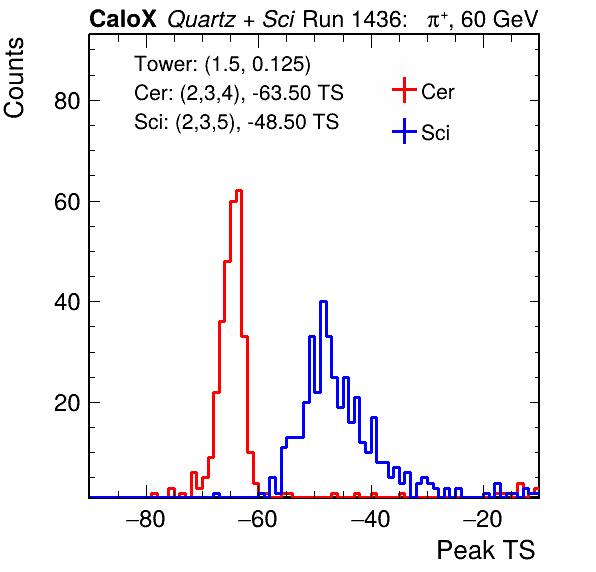 CaloX Quartz + Sci Run 1436: π⁺, 60 GeV
Counts
Tower: (1.5, 0.125)
Cer: (2,3,4), -63.50 TS
Sci: (2,3,5), -48.50 TS
Cer
Sci
80
60
40
20
−80 −60 −40 −20
Peak TS